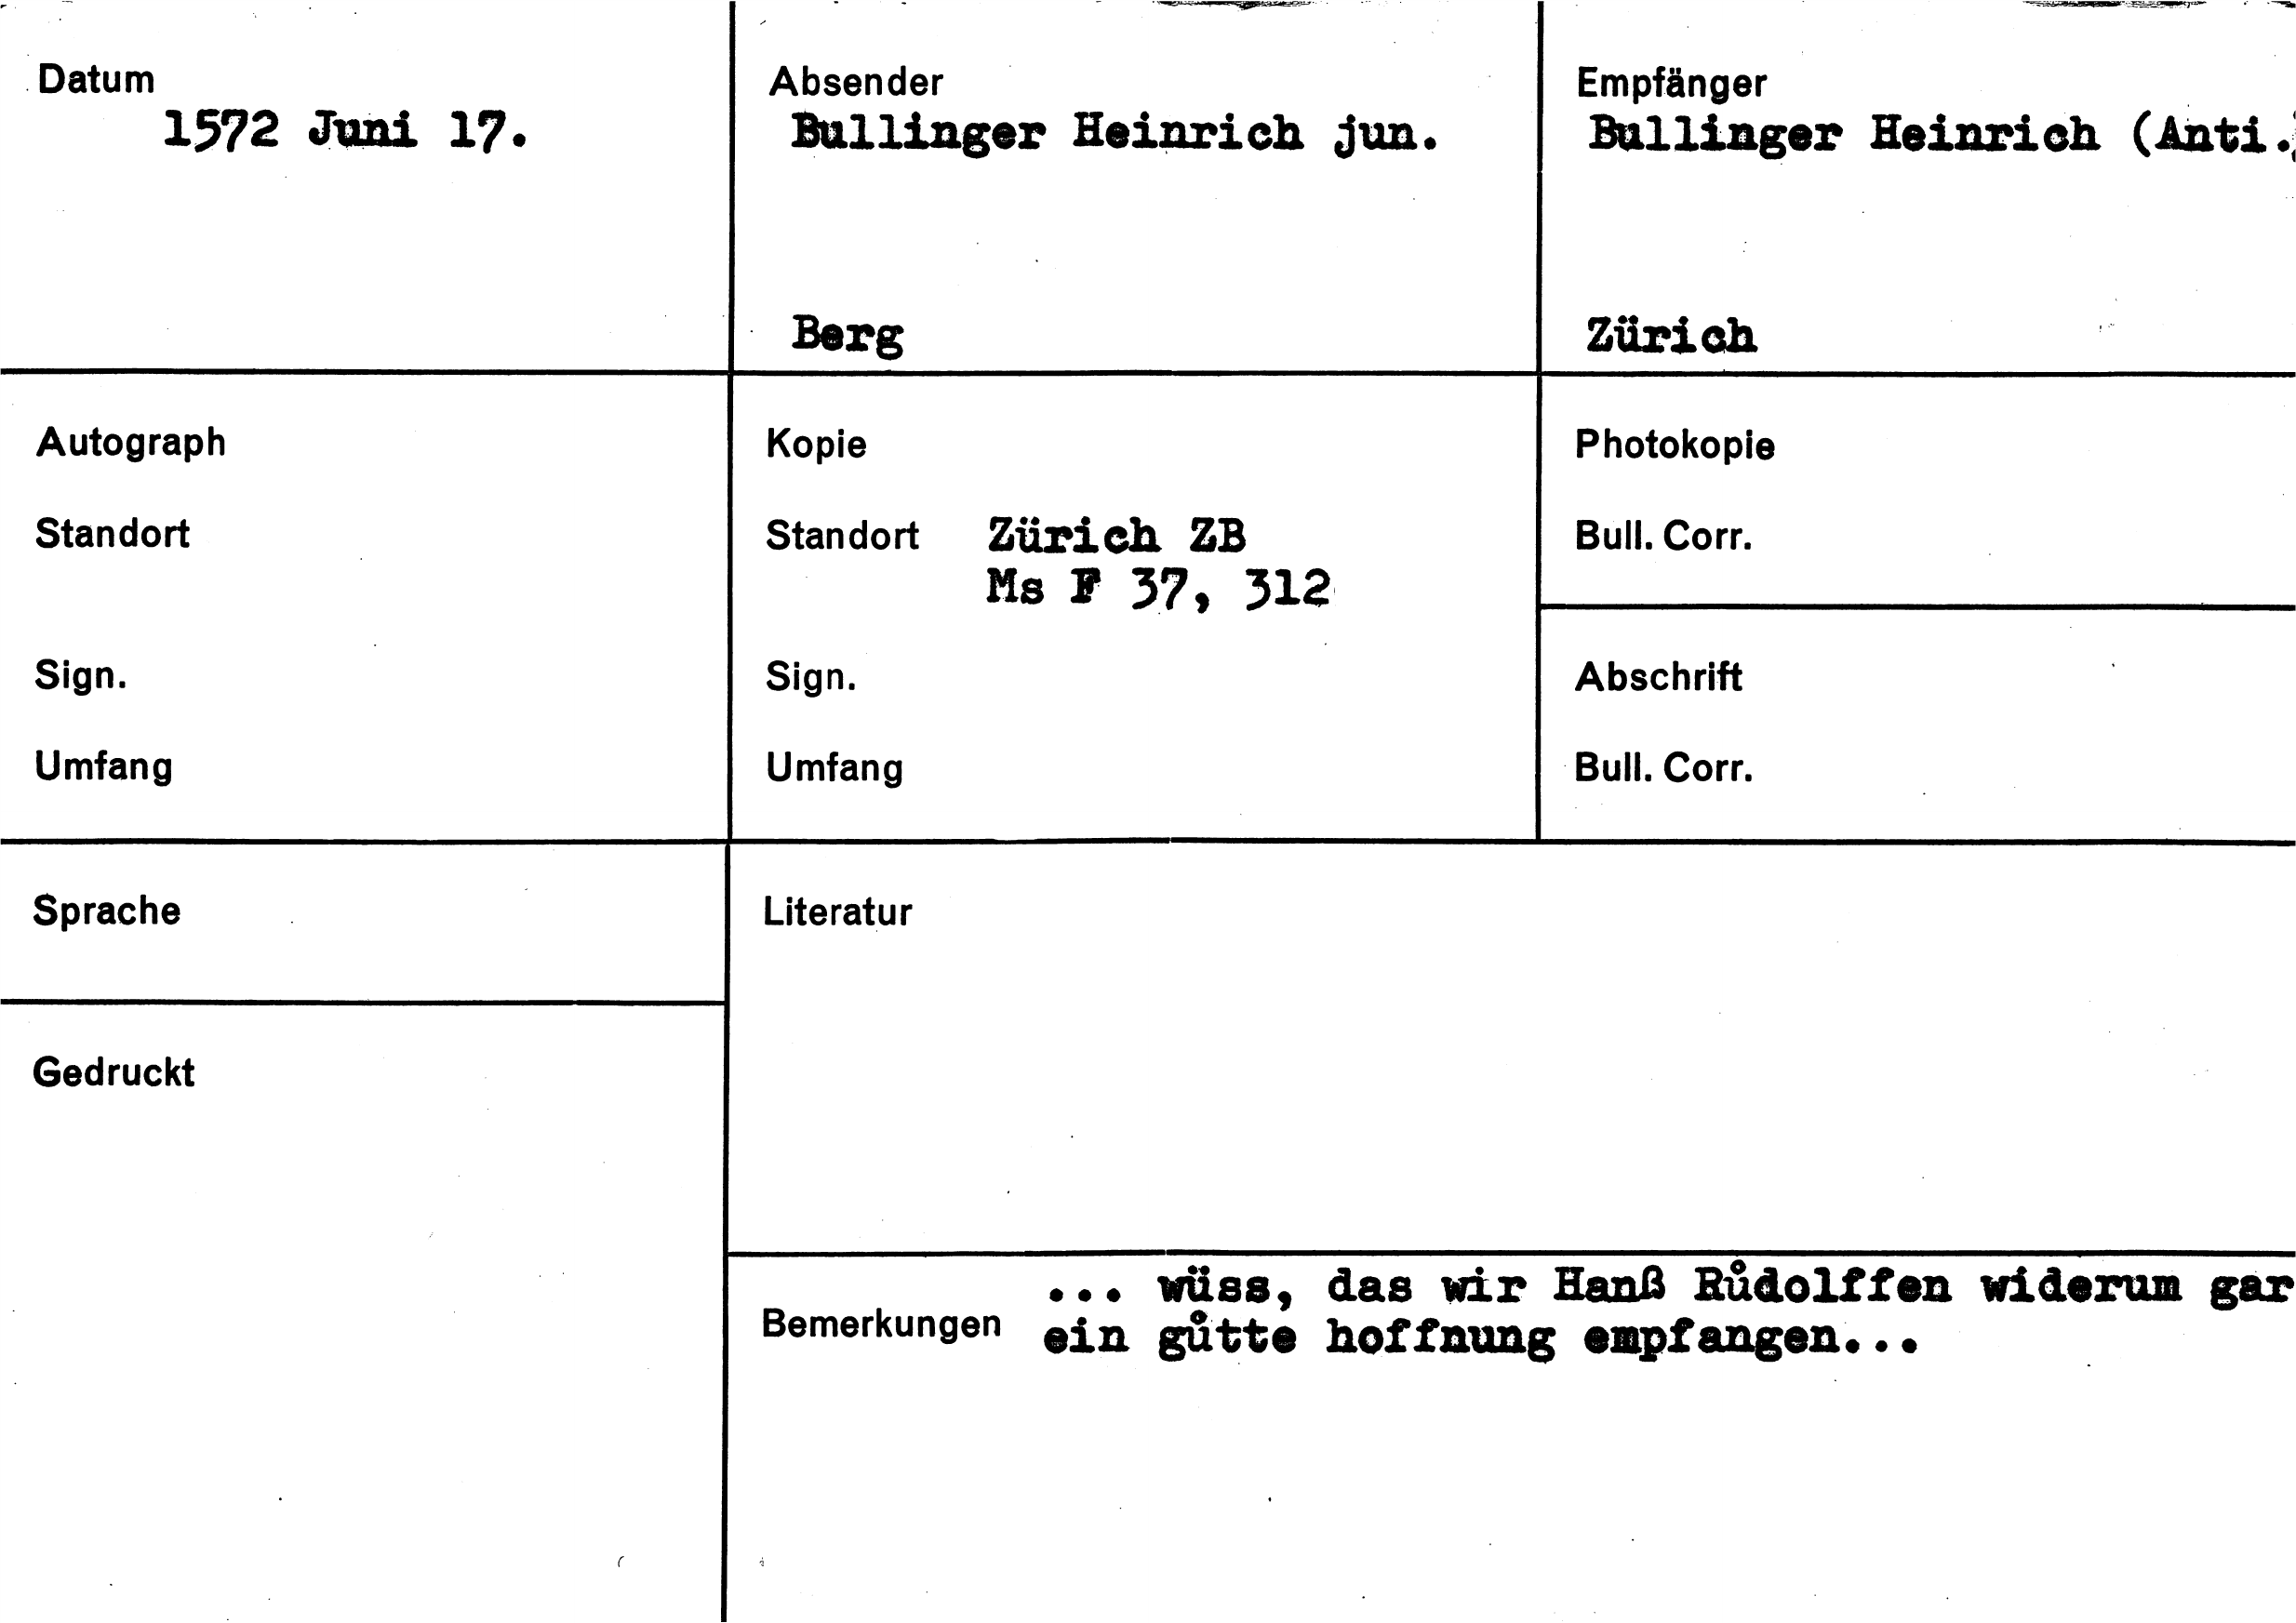 Datum
1572 Juni 17.
Absender
Bullinger Heinrich jun.
Berg
Empfänger
Bullinger Heinrich (Anti.)
Zürich
Autograph
Standort
Sign.
Umfang
Kopie
Standort Zürich ZB
Ms F 37, 312
Sign.
Umfang
Photokopie
Bull. Corr.
Abschrift
Bull. Corr.
Sprache
Gedruckt
Literatur
Bemerkungen
... wüss, das wir Hanß Růdolffen widerum gar
ein gůtte hoffnung empfangen...